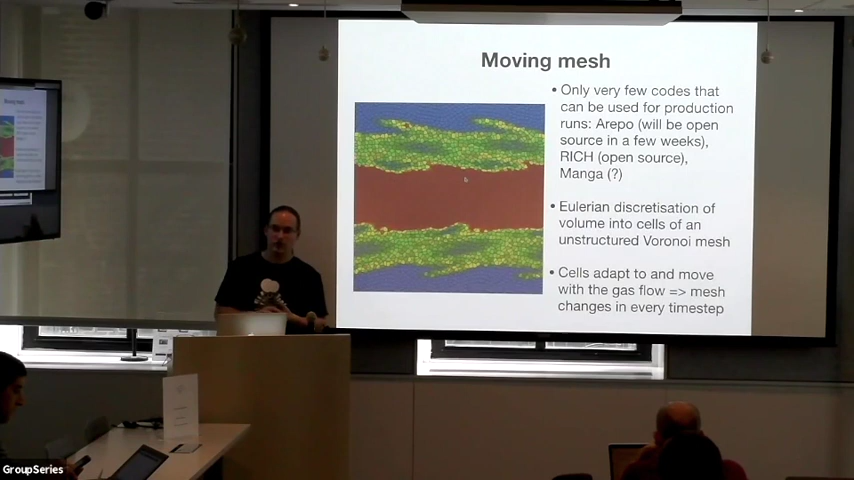 Moving mesh
• Only very few codes that
can be used for production
runs: Arepo (will be open
source in a few weeks),
RICH (open source),
Manga (?)
• Eulerian discretisation of
volume into cells of an
unstructured Voronoi mesh
• Cells adapt to and move
with the gas flow => mesh
changes in every timestep
GroupSeries